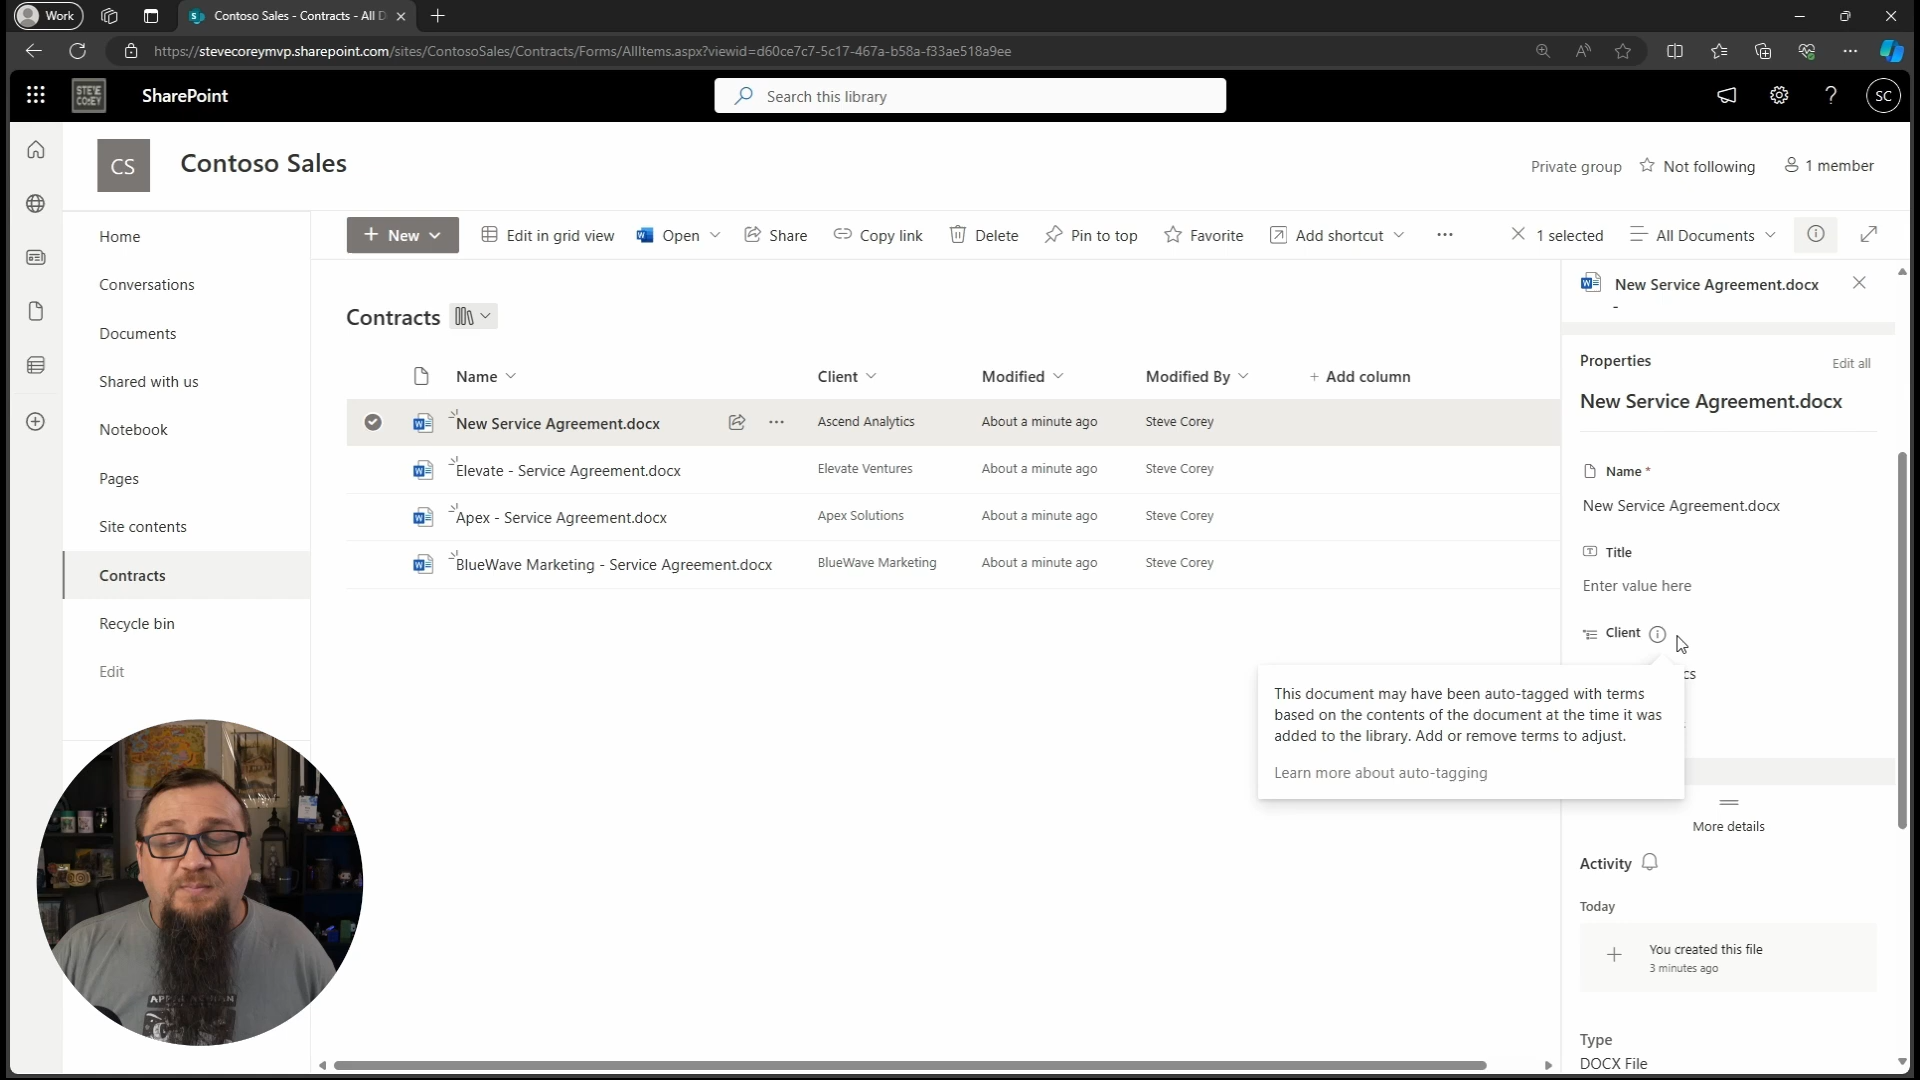 Work
Contoso Sales - Contracts - All D
https://stevecoreymvp.sharepoint.com/sites/ContosoSales/Contracts/Forms/AllItems.aspx?viewid=d60ce7c7-5c17-467a-b58a-f33ae518a9ee
STEVE
COREY
SharePoint
Search this library
SC
CS
Contoso Sales
Private group
Not following
1 member
Home
Conversations
Documents
Shared with us
Notebook
Pages
Site contents
Contracts
Recycle bin
Edit
New
Edit in grid view
Open
Share
Copy link
Delete
Pin to top
Favorite
Add shortcut
1 selected
All Documents
Contracts
Name
Client
Modified
Modified By
+ Add column
New Service Agreement.docx
Ascend Analytics
About a minute ago
Steve Corey
Elevate - Service Agreement.docx
Elevate Ventures
About a minute ago
Steve Corey
Apex - Service Agreement.docx
Apex Solutions
About a minute ago
Steve Corey
BlueWave Marketing - Service Agreement.docx
BlueWave Marketing
About a minute ago
Steve Corey
New Service Agreement.docx
-
Properties
Edit all
New Service Agreement.docx
Name *
New Service Agreement.docx
Title
Enter value here
Client
cs
This document may have been auto-tagged with terms
based on the contents of the document at the time it was
added to the library. Add or remove terms to adjust.
Learn more about auto-tagging
More details
Activity
Today
You created this file
3 minutes ago
Type
DOCX File